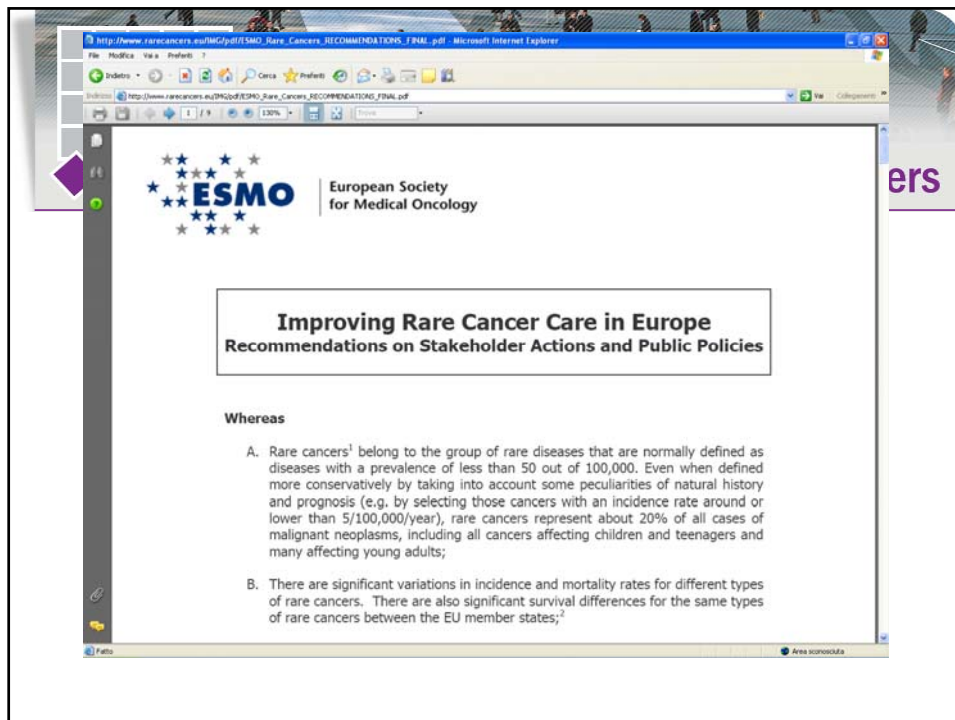 http://www.rarecancers.eu/IMG/pdf/ESMO_Rare_Cancers_RECOMMENDATIONS_FINAL.pdf - Microsoft Internet Explorer
File Modifica Vai a Preferiti ?
Indietro Cerca Preferiti
Indirizzo http://www.rarecancers.eu/IMG/pdf/ESMO_Rare_Cancers_RECOMMENDATIONS_FINAL.pdf Vai Collegamenti »
1 / 9 130% Trova
ers
ESMO
European Society
for Medical Oncology
Improving Rare Cancer Care in Europe
Recommendations on Stakeholder Actions and Public Policies
Whereas
A. Rare cancers1 belong to the group of rare diseases that are normally defined as
diseases with a prevalence of less than 50 out of 100,000. Even when defined
more conservatively by taking into account some peculiarities of natural history
and prognosis (e.g. by selecting those cancers with an incidence rate around or
lower than 5/100,000/year), rare cancers represent about 20% of all cases of
malignant neoplasms, including all cancers affecting children and teenagers and
many affecting young adults;
B. There are significant variations in incidence and mortality rates for different types
of rare cancers. There are also significant survival differences for the same types
of rare cancers between the EU member states;2
Fatto Area sconosciuta